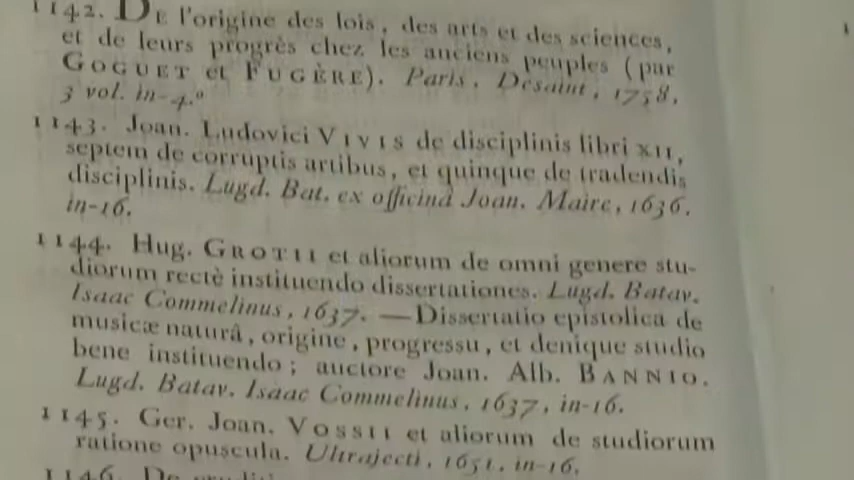 1142. DE l'origine des lois, des arts et des sciences,
et de leurs progrès chez les anciens peuples (par
GOGUET et FUGÈRE). Paris, Desaint, 1758,
3 vol. in-4.º
1143. Joan. Ludovici VIVIS de disciplinis libri XII,
septem de corruptis artibus, et quinque de tradendis
disciplinis. Lugd. Bat. ex officinâ Joan. Maire, 1636.
in-16.
1144. Hug. GROTII et aliorum de omni genere stu-
diorum rectè instituendo dissertationes. Lugd. Batav.
Isaac Commelinus, 1637. — Dissertatio epistolica de
musicæ naturâ, origine, progressu, et denique studio
bene instituendo; auctore Joan. Alb. BANNIO.
Lugd. Batav. Isaac Commelinus, 1637, in-16.
1145. Ger. Joan. VOSSII et aliorum de studiorum
ratione opuscula. Ultrajecti, 1651. in-16.
1146. De